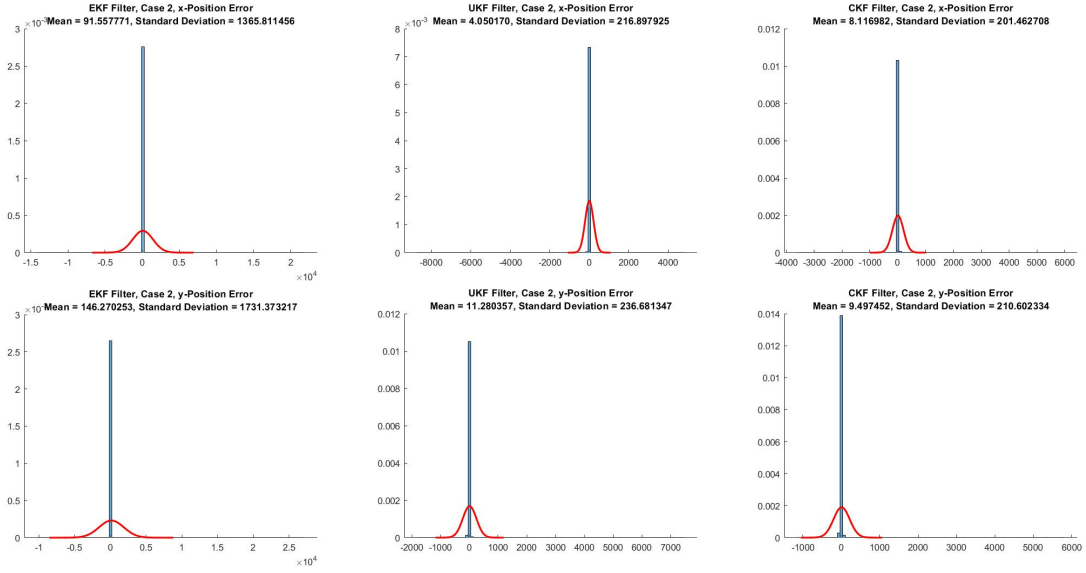 EKF Filter, Case 2, x-Position Error
×10-3
Mean = 91.557771, Standard Deviation = 1365.811456
3
2.5
2
1.5
1
0.5
0
-1.5 -1 -0.5 0 0.5 1 1.5 2
×10^4
UKF Filter, Case 2, x-Position Error
×10-3
Mean = 4.050170, Standard Deviation = 216.897925
8
7
6
5
4
3
2
1
0
-8000 -6000 -4000 -2000 0 2000 4000
CKF Filter, Case 2, x-Position Error
Mean = 8.116982, Standard Deviation = 201.462708
0.012
0.01
0.008
0.006
0.004
0.002
0
-4000 -3000 -2000 -1000 0 1000 2000 3000 4000 5000 6000
EKF Filter, Case 2, y-Position Error
Mean = 146.270253, Standard Deviation = 1731.373217
3
2.5
2
1.5
1
0.5
0
-1 -0.5 0 0.5 1 1.5 2 2.5
×10^4
UKF Filter, Case 2, y-Position Error
Mean = 11.280357, Standard Deviation = 236.681347
0.012
0.01
0.008
0.006
0.004
0.002
0
-2000 -1000 0 1000 2000 3000 4000 5000 6000 7000
CKF Filter, Case 2, y-Position Error
Mean = 9.497452, Standard Deviation = 210.602334
0.014
0.012
0.01
0.008
0.006
0.004
0.002
0
-1000 0 1000 2000 3000 4000 5000 6000